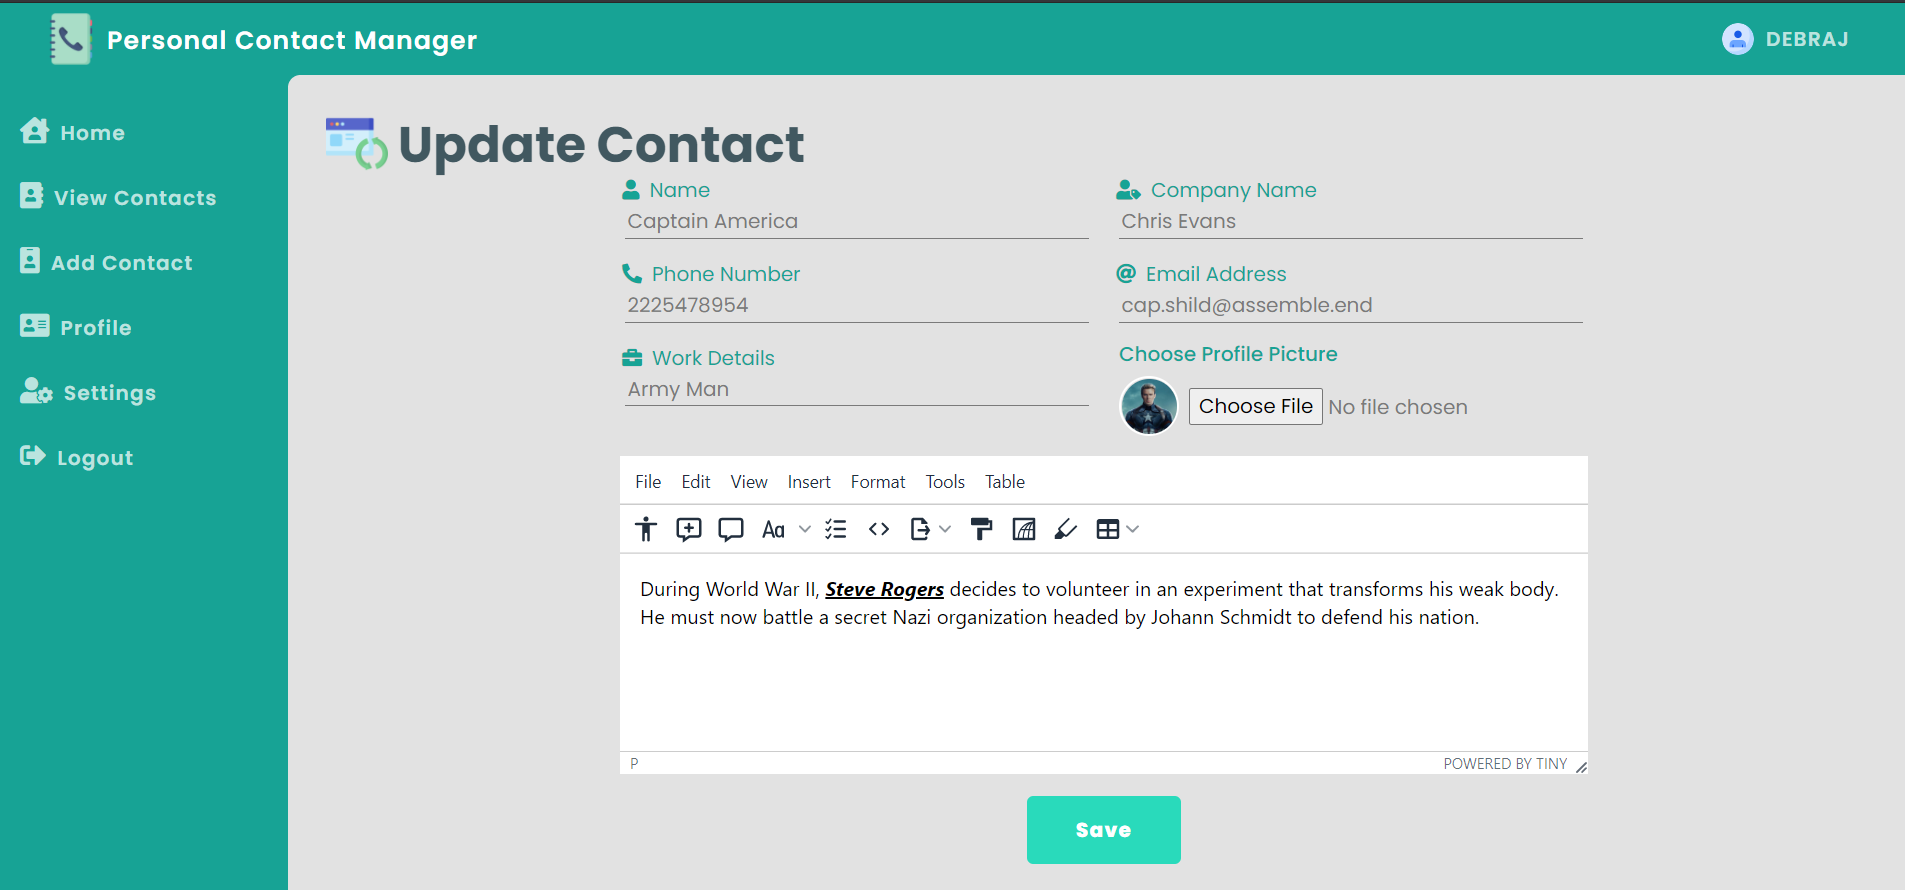 Personal Contact Manager
DEBRAJ
Home
View Contacts
Add Contact
Profile
Settings
Logout
Update Contact
Name
Captain America
Company Name
Chris Evans
Phone Number
2225478954
Email Address
cap.shild@assemble.end
Work Details
Army Man
Choose Profile Picture
Choose File No file chosen
File Edit View Insert Format Tools Table
Aa
During World War II, Steve Rogers decides to volunteer in an experiment that transforms his weak body.
He must now battle a secret Nazi organization headed by Johann Schmidt to defend his nation.
P
POWERED BY TINY
Save